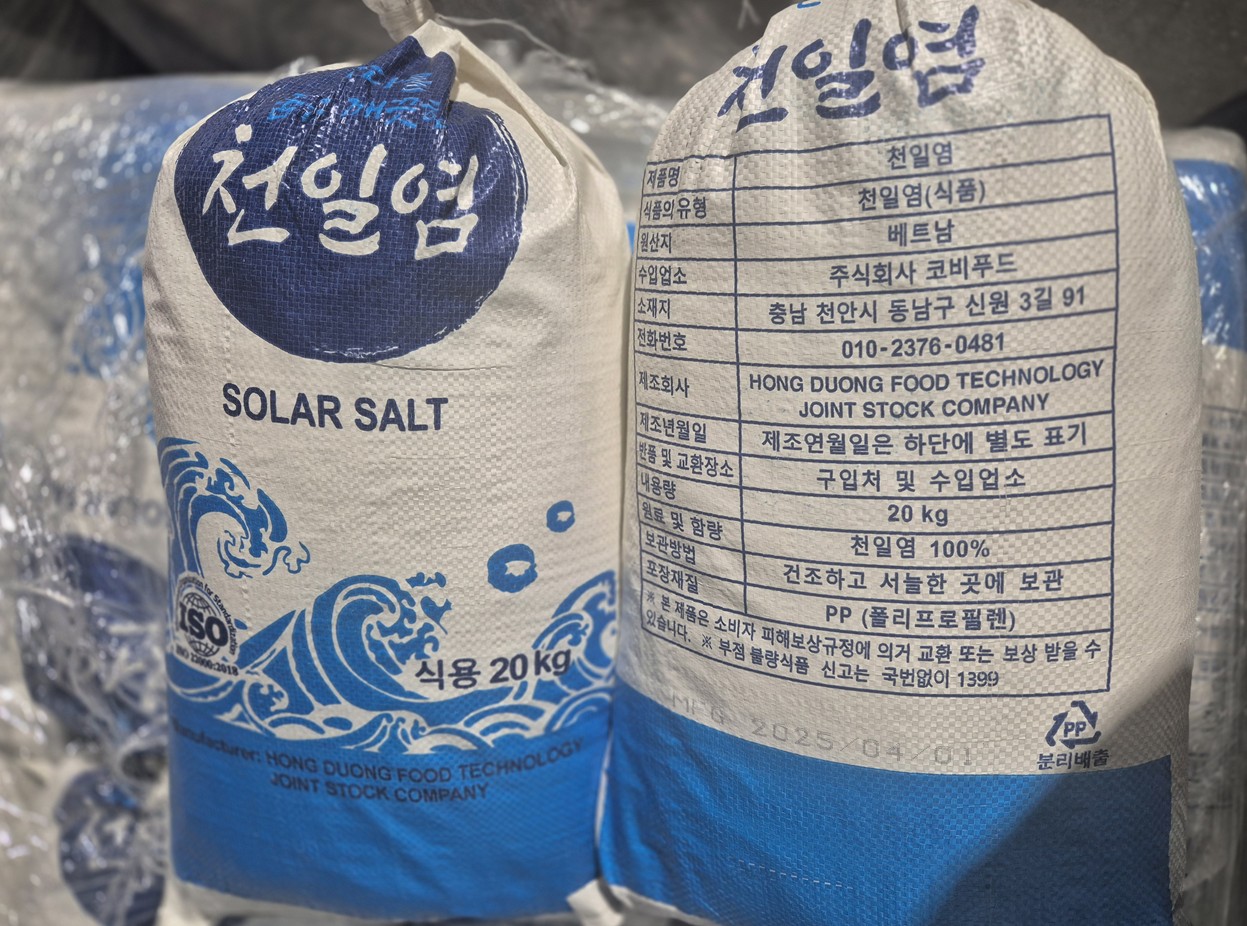 천일염
SOLAR SALT
ISO
ISO 22000:2018
식용 20kg
Manufacturer: HONG DUONG FOOD TECHNOLOGY
JOINT STOCK COMPANY
천일염
제품명 천일염
식품의유형 천일염(식품)
원산지 베트남
수입업소 주식회사 코비푸드
소재지 충남 천안시 동남구 신원 3길 91
전화번호 010-2376-0481
제조회사 HONG DUONG FOOD TECHNOLOGY
JOINT STOCK COMPANY
제조년월일 제조연월일은 하단에 별도 표기
반품 및 교환장소 구입처 및 수입업소
내용량 20 kg
원료 및 함량 천일염 100%
보관방법 건조하고 서늘한 곳에 보관
포장재질 PP (폴리프로필렌)
※ 본 제품은 소비자 피해보상규정에 의거 교환 또는 보상 받을 수
있습니다. ※ 부정 불량식품 신고는 국번없이 1399
MFG 2025/04/01
PP
분리배출